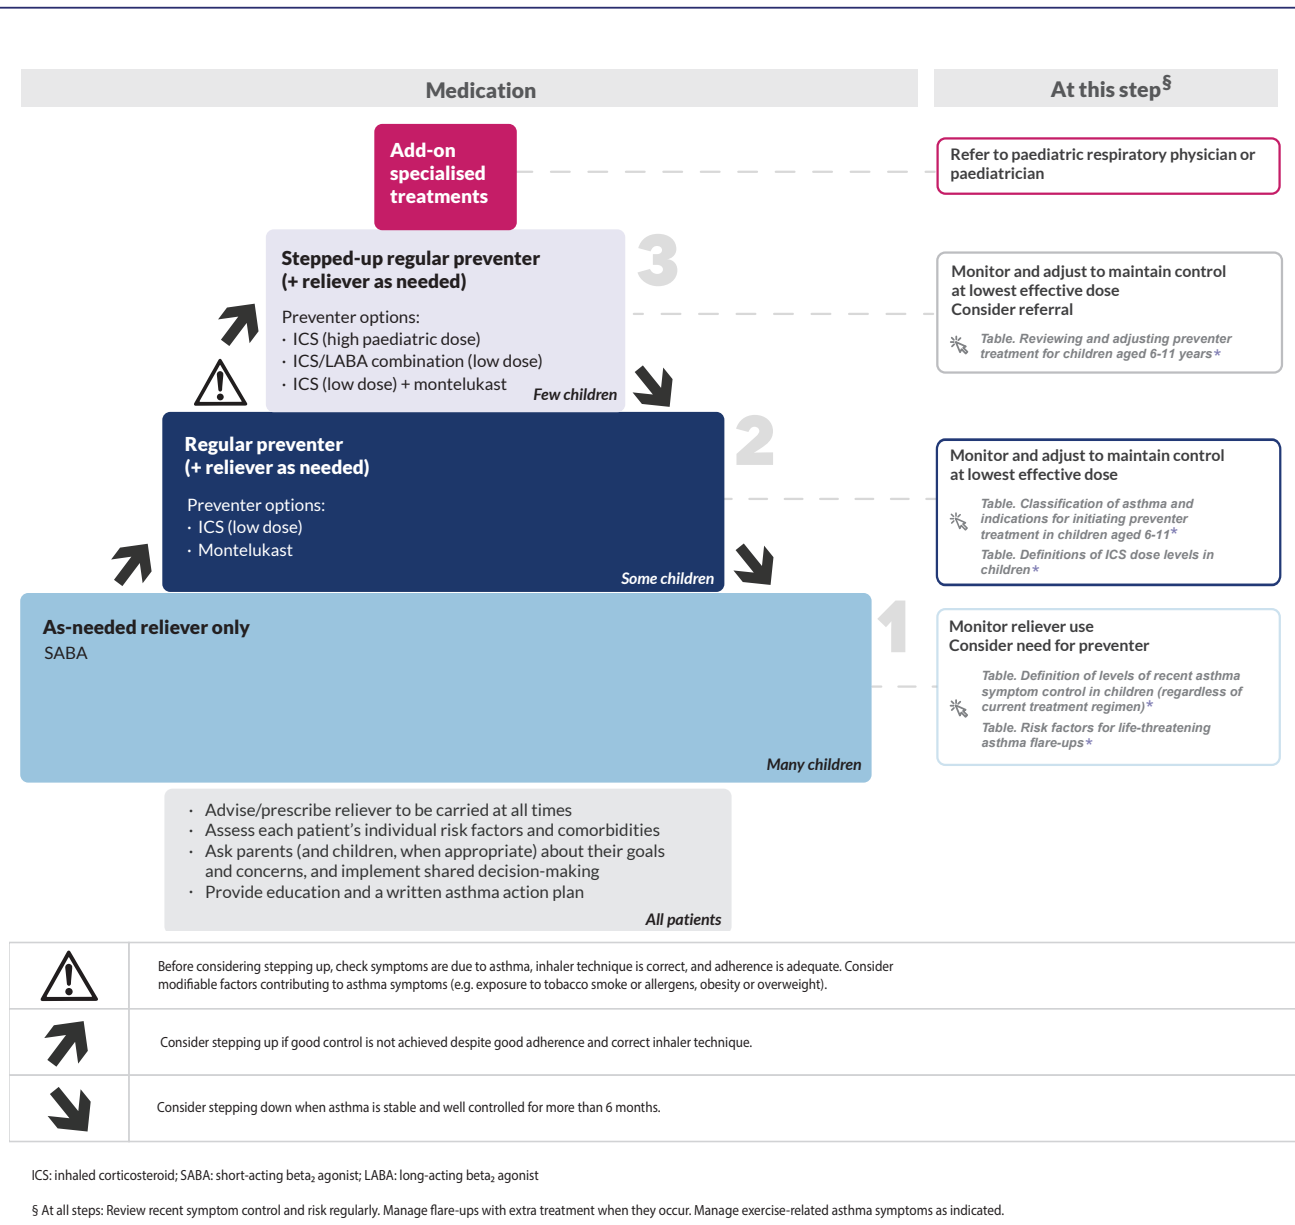 Medication
At this step§
Add-on
specialised
treatments
Refer to paediatric respiratory physician or
paediatrician
3
Stepped-up regular preventer
(+ reliever as needed)
Preventer options:
· ICS (high paediatric dose)
· ICS/LABA combination (low dose)
· ICS (low dose) + montelukast
Few children
Monitor and adjust to maintain control
at lowest effective dose
Consider referral
Table. Reviewing and adjusting preventer
treatment for children aged 6-11 years*
2
Regular preventer
(+ reliever as needed)
Preventer options:
· ICS (low dose)
· Montelukast
Some children
Monitor and adjust to maintain control
at lowest effective dose
Table. Classification of asthma and
indications for initiating preventer
treatment in children aged 6-11*
Table. Definitions of ICS dose levels in
children*
1
As-needed reliever only
SABA
Many children
Monitor reliever use
Consider need for preventer
Table. Definition of levels of recent asthma
symptom control in children (regardless of
current treatment regimen)*
Table. Risk factors for life-threatening
asthma flare-ups*
· Advise/prescribe reliever to be carried at all times
· Assess each patient's individual risk factors and comorbidities
· Ask parents (and children, when appropriate) about their goals
and concerns, and implement shared decision-making
· Provide education and a written asthma action plan
All patients
Before considering stepping up, check symptoms are due to asthma, inhaler technique is correct, and adherence is adequate. Consider
modifiable factors contributing to asthma symptoms (e.g. exposure to tobacco smoke or allergens, obesity or overweight).
Consider stepping up if good control is not achieved despite good adherence and correct inhaler technique.
Consider stepping down when asthma is stable and well controlled for more than 6 months.
ICS: inhaled corticosteroid; SABA: short-acting beta₂ agonist; LABA: long-acting beta₂ agonist
§ At all steps: Review recent symptom control and risk regularly. Manage flare-ups with extra treatment when they occur. Manage exercise-related asthma symptoms as indicated.